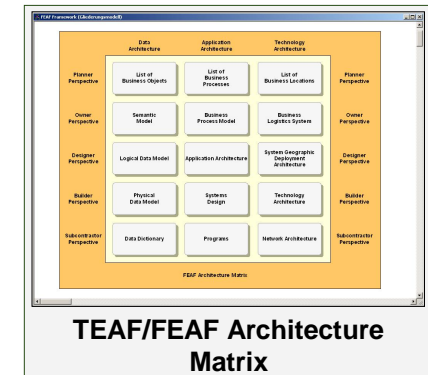 FEAF Framework (Gliederungsmodell)
Data Architecture
Application Architecture
Technology Architecture
Planner Perspective
List of Business Objects
List of Business Processes
List of Business Locations
Planner Perspective
Owner Perspective
Semantic Model
Business Process Model
Business Logistics System
Owner Perspective
Designer Perspective
Logical Data Model
Application Architecture
System Geographic Deployment Architecture
Designer Perspective
Builder Perspective
Physical Data Model
Systems Design
Technology Architecture
Builder Perspective
Subcontractor Perspective
Data Dictionary
Programs
Network Architecture
Subcontractor Perspective
FEAF Architecture Matrix
TEAF/FEAF Architecture
Matrix